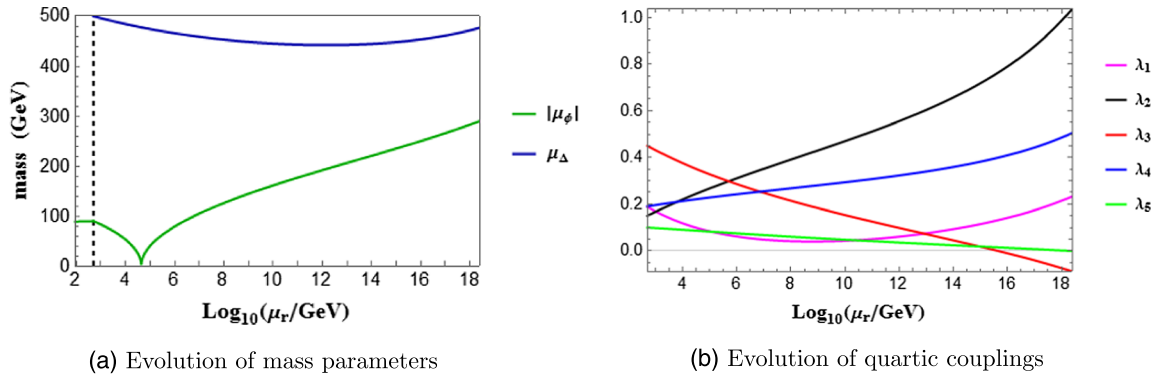 500
400
300
200
100
0
mass (GeV)
2 4 6 8 10 12 14 16 18
Log₁₀(μᵣ/GeV)
|μ_ϕ|
μ_Δ
(a) Evolution of mass parameters
1.0
0.8
0.6
0.4
0.2
0.0
4 6 8 10 12 14 16 18
Log₁₀(μᵣ/GeV)
λ₁
λ₂
λ₃
λ₄
λ₅
(b) Evolution of quartic couplings